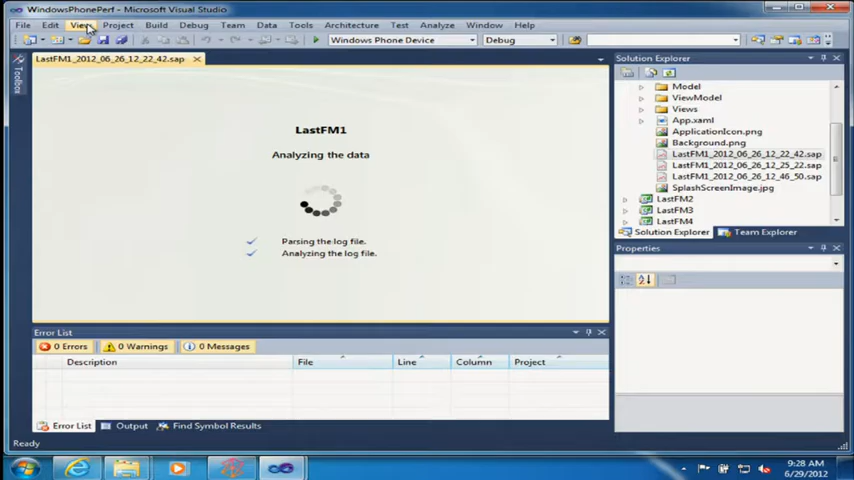 WindowsPhonePerf - Microsoft Visual Studio
File Edit View Project Build Debug Team Data Tools Architecture Test Analyze Window Help
Windows Phone Device Debug
Toolbox
LastFM1_2012_06_26_12_22_42.sap
LastFM1
Analyzing the data
Parsing the log file.
Analyzing the log file.
Solution Explorer
Model
ViewModel
Views
App.xaml
ApplicationIcon.png
Background.png
LastFM1_2012_06_26_12_22_42.sap
LastFM1_2012_06_26_12_25_22.sap
LastFM1_2012_06_26_12_46_50.sap
SplashScreenImage.jpg
LastFM2
LastFM3
LastFM4
Solution Explorer Team Explorer
Properties
Error List
0 Errors 0 Warnings 0 Messages
Description File Line Column Project
Error List Output Find Symbol Results
Ready
9:28 AM
6/29/2012